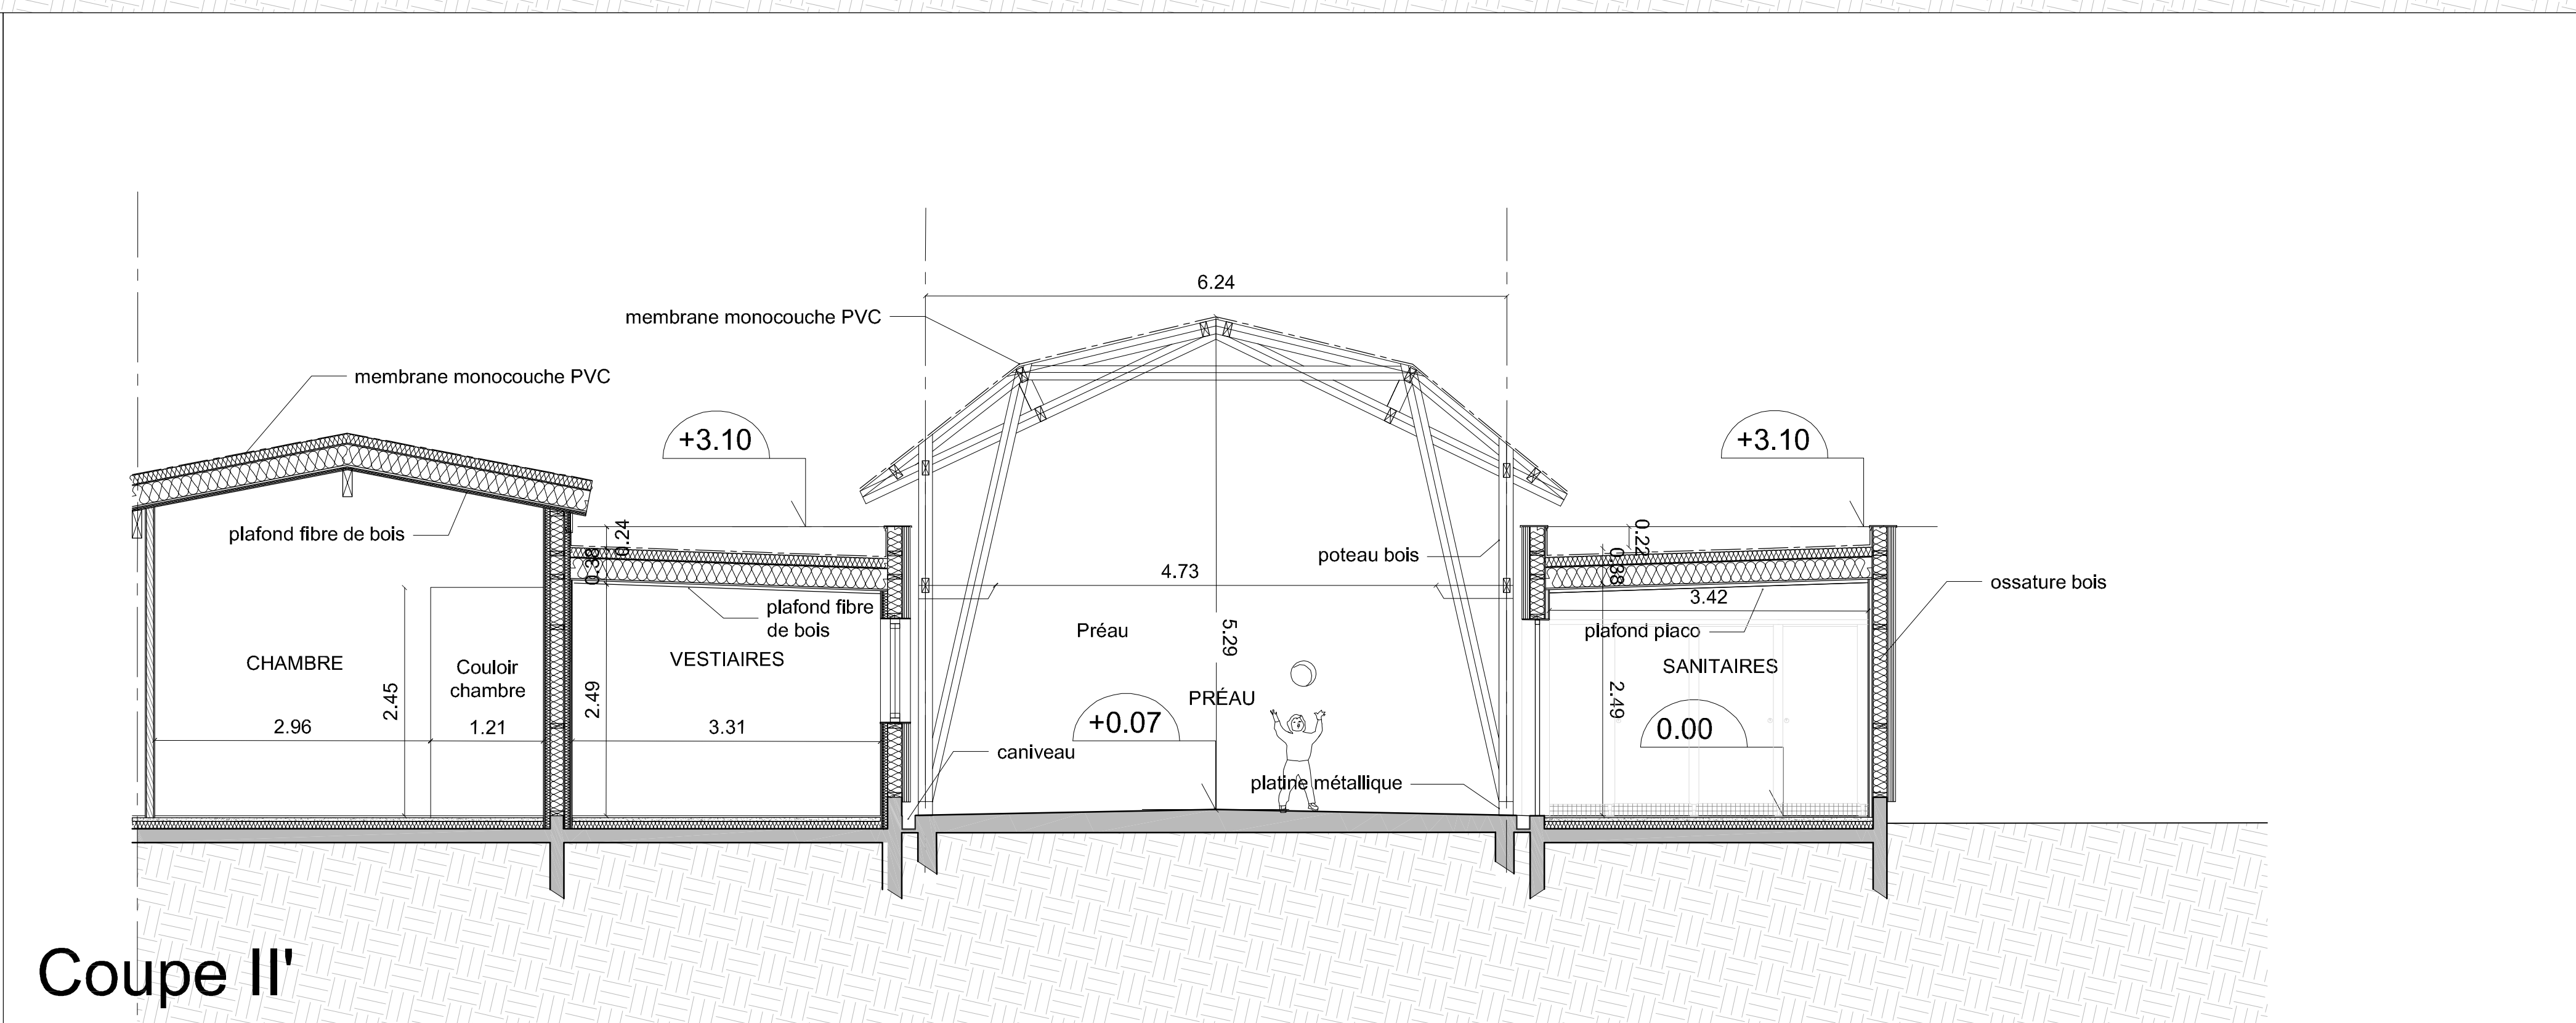 6.24
membrane monocouche PVC
membrane monocouche PVC
+3.10
+3.10
plafond fibre de bois
0.24
0.38
poteau bois
4.73
0.22
0.38
ossature bois
3.42
plafond fibre
de bois
Préau
5.29
plafond placo
CHAMBRE
Couloir
chambre
VESTIAIRES
SANITAIRES
2.45
2.49
PRÉAU
2.49
2.96
1.21
3.31
+0.07
0.00
caniveau
platine métallique
Coupe II'